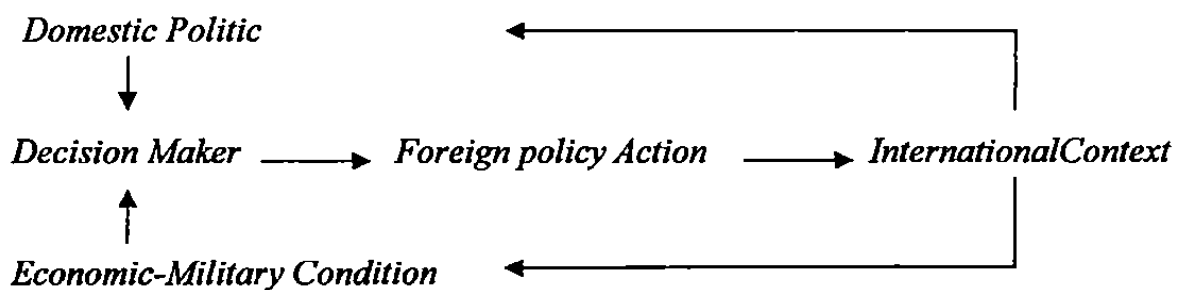 Domestic Politic
Decision Maker Foreign policy Action InternationalContext
Economic-Military Condition